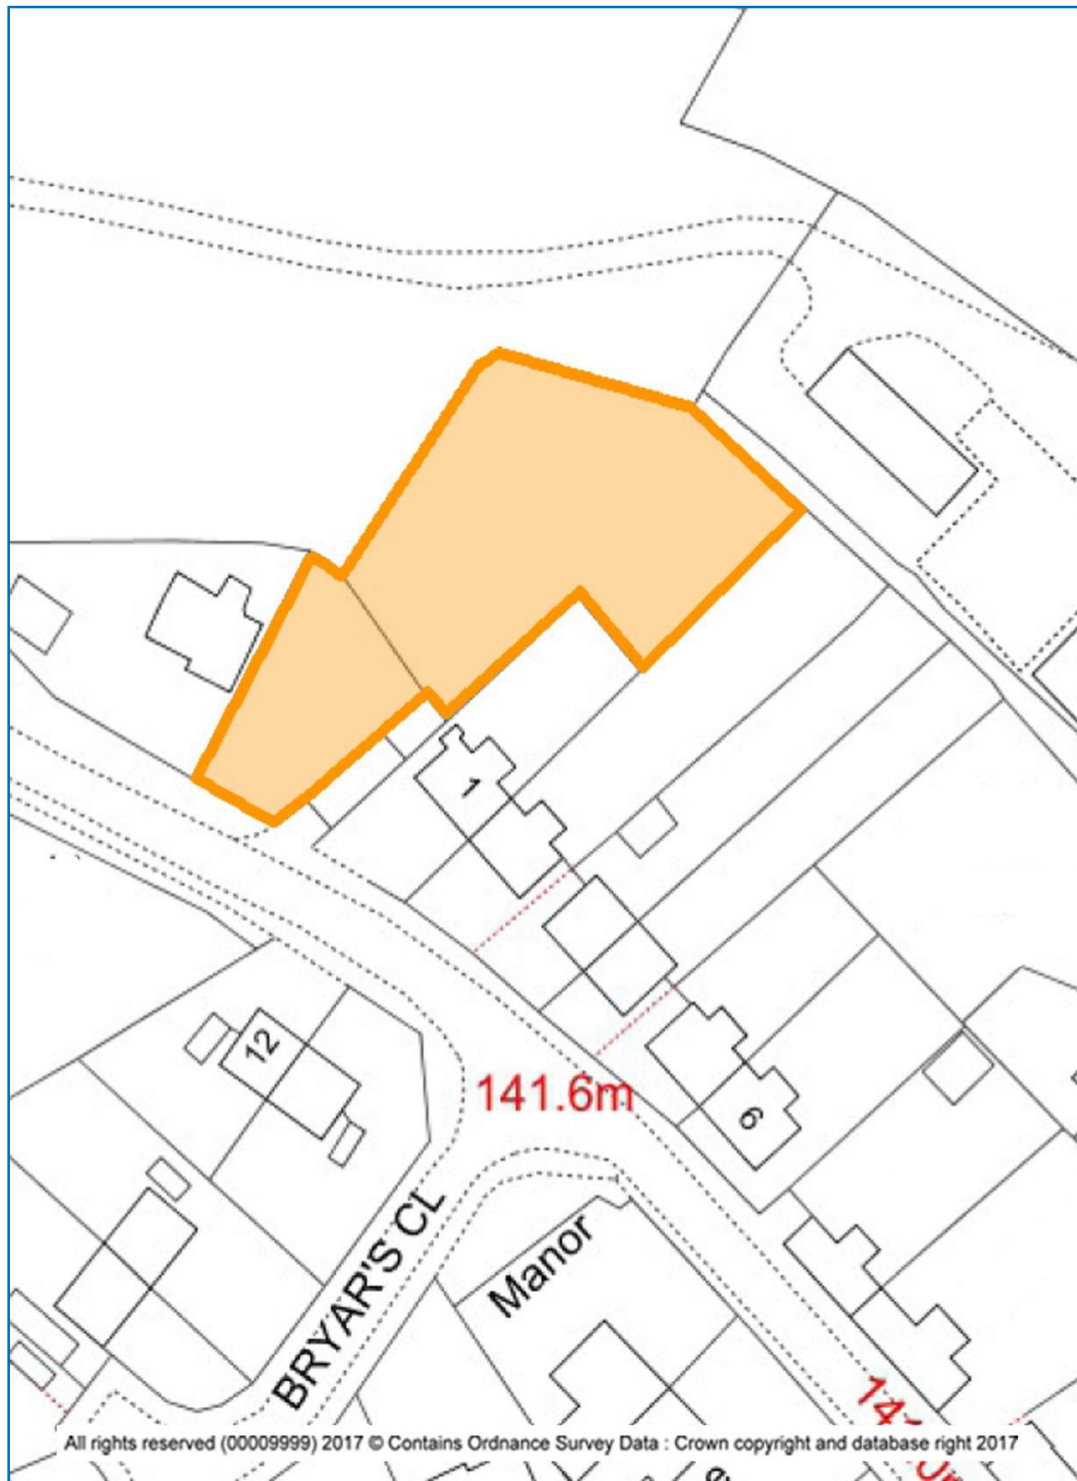 1
12
141.6m
6
BRYAR'S CL
Manor
All rights reserved (00009999) 2017 © Contains Ordnance Survey Data : Crown copyright and database right 2017